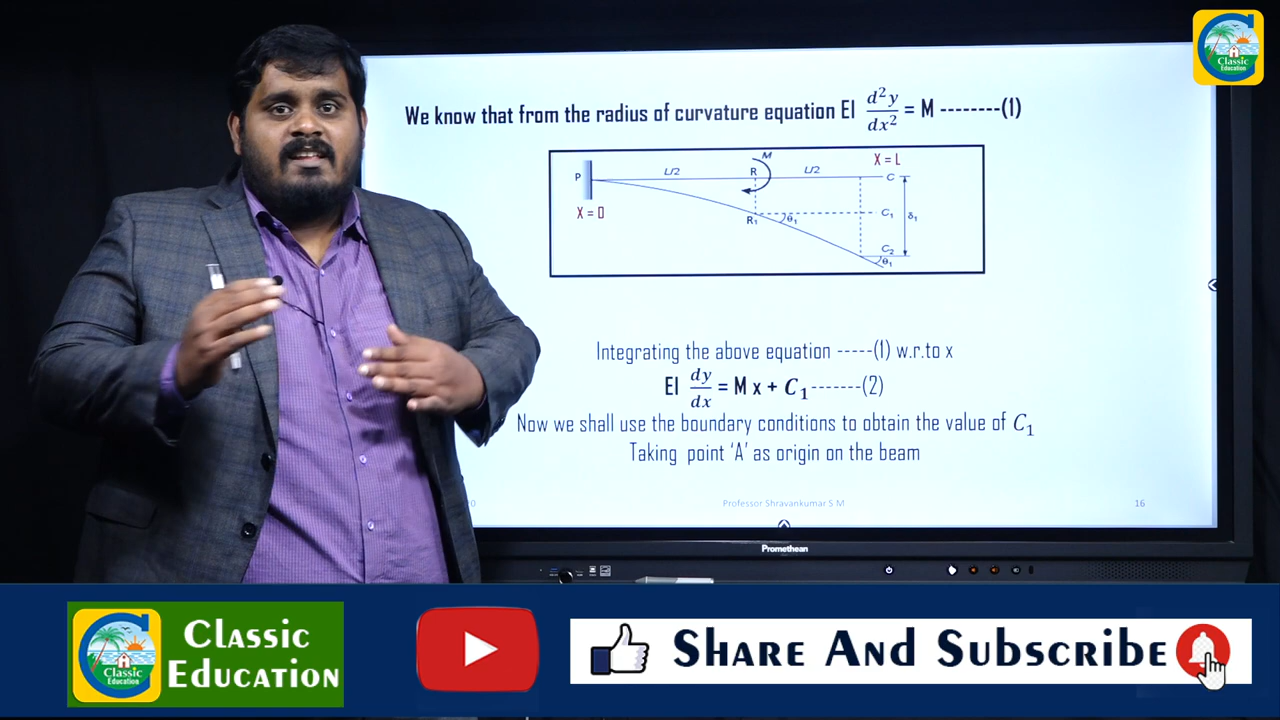 Classic
Education
We know that from the radius of curvature equation EI d²y/dx² = M --------(1)
M
X = L
P
L/2
R
L/2
C
X = 0
R₁
θ₁
C₁
δ₁
C₂
θ₁
Integrating the above equation -----(1) w.r.to x
EI dy/dx = M x + C₁-------(2)
Now we shall use the boundary conditions to obtain the value of C₁
Taking point ‘A’ as origin on the beam
0
Professor Shravankumar S M
16
Promethean
Classic
Education
Classic
Education
Share And Subscribe